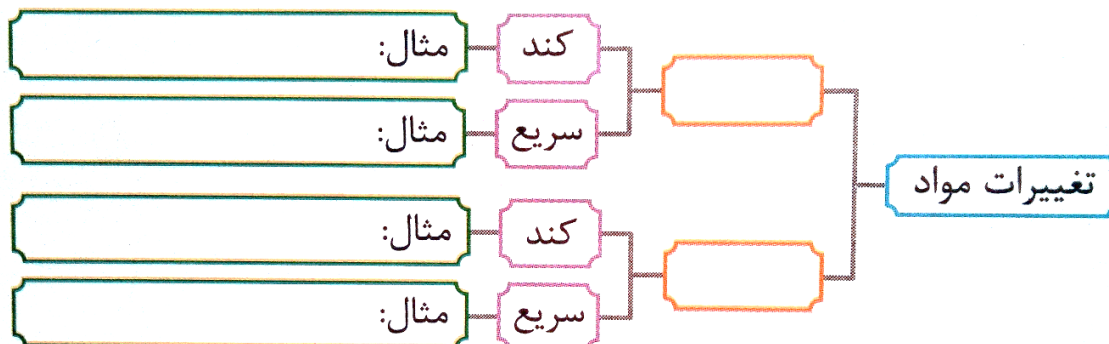 تغییرات مواد
کند
مثال:
سریع
مثال:
کند
مثال:
سریع
مثال: